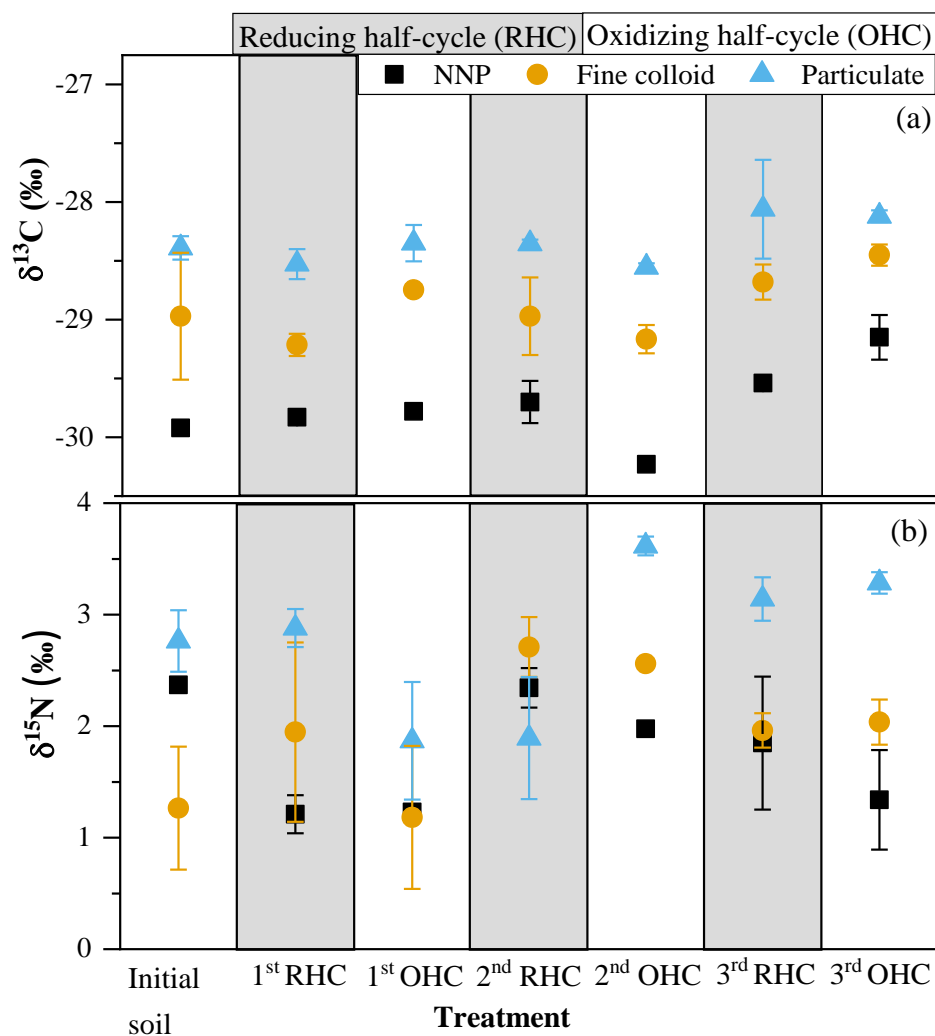 Reducing half-cycle (RHC) Oxidizing half-cycle (OHC)
NNP Fine colloid Particulate
(a)
-27
-28
-29
-30
δ¹³C (‰)
(b)
4
3
2
1
0
δ¹⁵N (‰)
Initial soil 1ˢᵗ RHC 1ˢᵗ OHC 2ⁿᵈ RHC 2ⁿᵈ OHC 3ʳᵈ RHC 3ʳᵈ OHC
Treatment